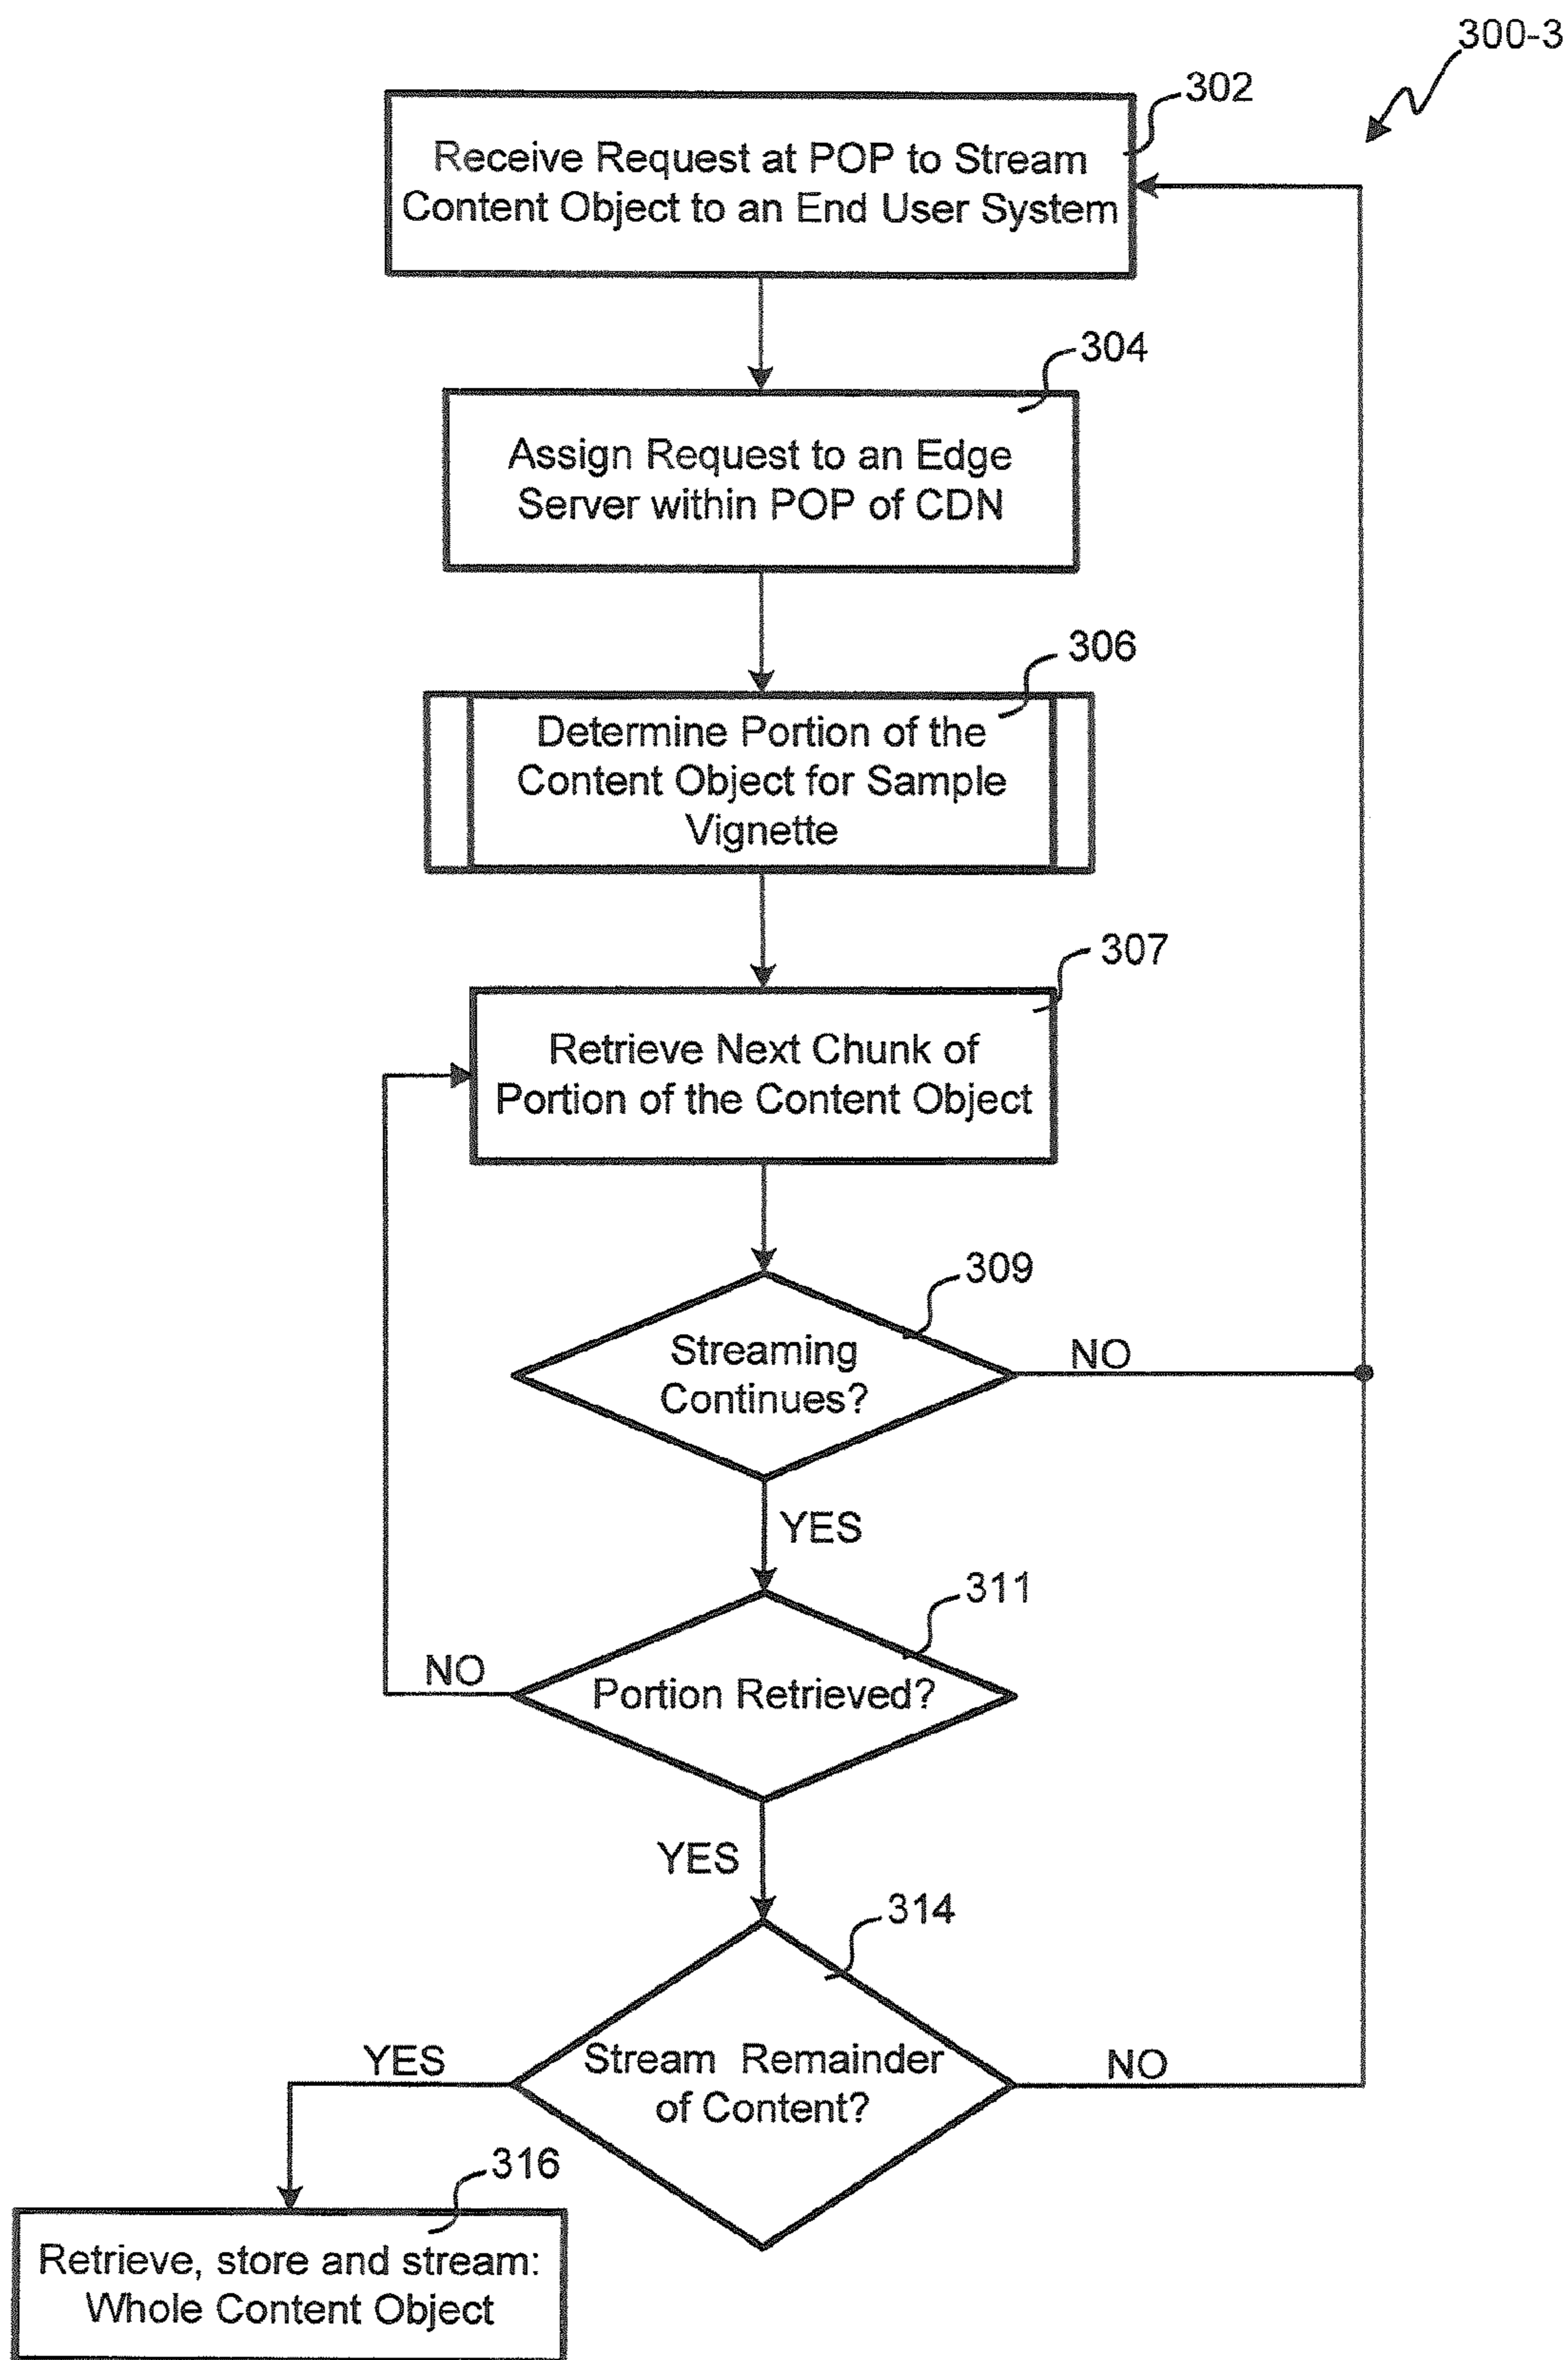 300-3
302
Receive Request at POP to Stream
Content Object to an End User System
304
Assign Request to an Edge
Server within POP of CDN
306
Determine Portion of the
Content Object for Sample
Vignette
307
Retrieve Next Chunk of
Portion of the Content Object
309
Streaming
Continues?
NO
YES
311
Portion Retrieved?
NO
YES
314
Stream Remainder
of Content?
YES
NO
316
Retrieve, store and stream:
Whole Content Object